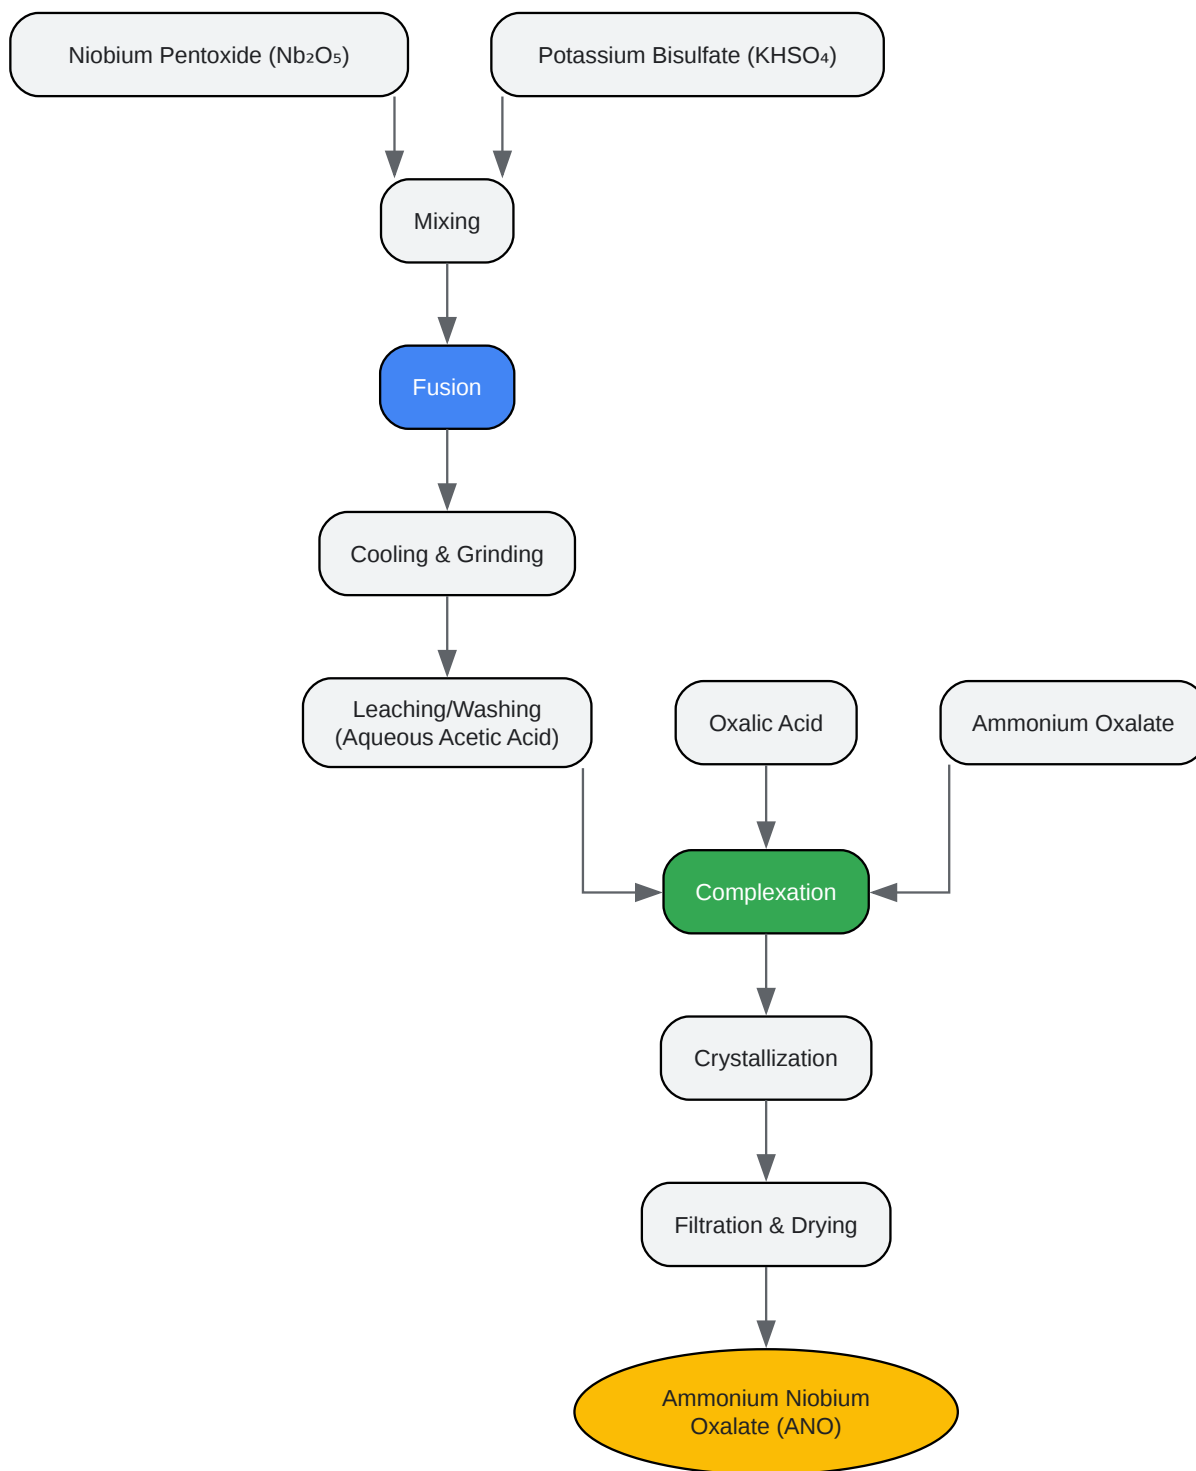 Niobium Pentoxide (Nb₂O₅)
Potassium Bisulfate (KHSO₄)
Mixing
Fusion
Cooling & Grinding
Leaching/Washing
(Aqueous Acetic Acid)
Oxalic Acid
Ammonium Oxalate
Complexation
Crystallization
Filtration & Drying
Ammonium Niobium
Oxalate (ANO)